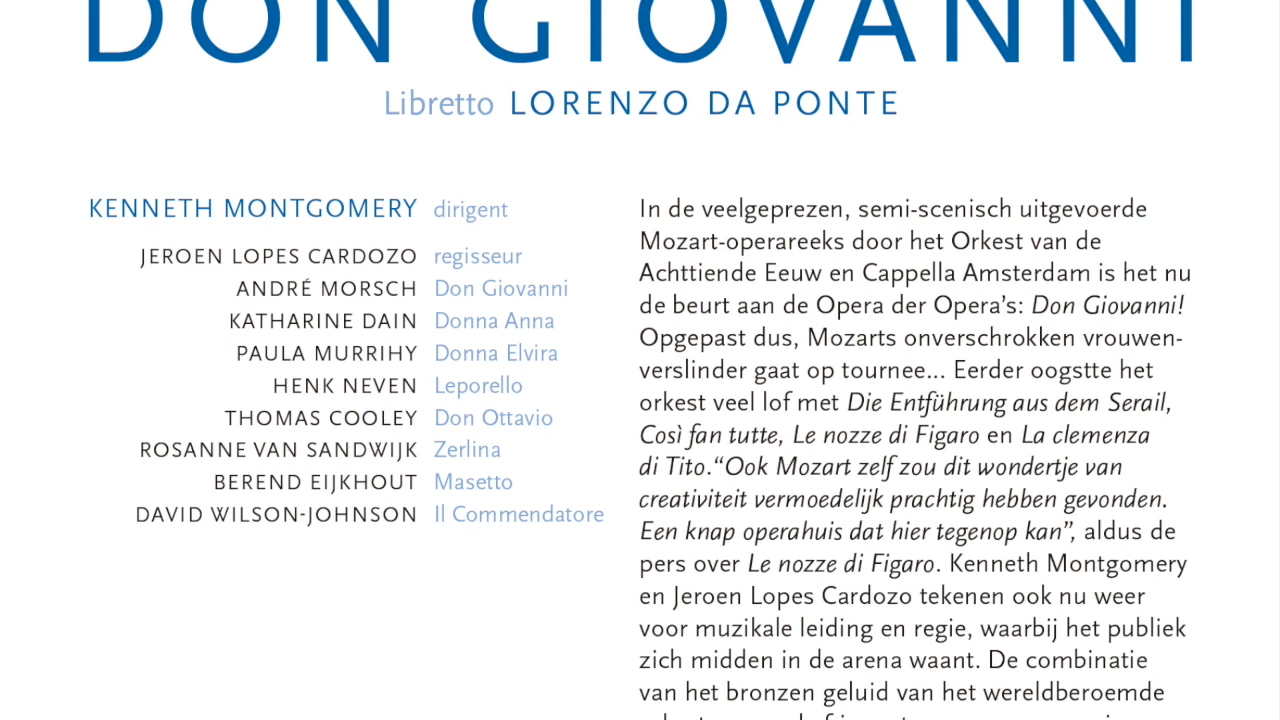 DON GIOVANNI
Libretto LORENZO DA PONTE
KENNETH MONTGOMERY dirigent
JEROEN LOPES CARDOZO regisseur
ANDRÉ MORSCH Don Giovanni
KATHARINE DAIN Donna Anna
PAULA MURRIHY Donna Elvira
HENK NEVEN Leporello
THOMAS COOLEY Don Ottavio
ROSANNE VAN SANDWIJK Zerlina
BEREND EIJKHOUT Masetto
DAVID WILSON-JOHNSON Il Commendatore
In de veelgeprezen, semi-scenisch uitgevoerde
Mozart-operareeks door het Orkest van de
Achttiende Eeuw en Cappella Amsterdam is het nu
de beurt aan de Opera der Opera’s: Don Giovanni!
Opgepast dus, Mozarts onverschrokken vrouwen-
verslinder gaat op tournee... Eerder oogstte het
orkest veel lof met Die Entführung aus dem Serail,
Così fan tutte, Le nozze di Figaro en La clemenza
di Tito.“Ook Mozart zelf zou dit wondertje van
creativiteit vermoedelijk prachtig hebben gevonden.
Een knap operahuis dat hier tegenop kan”, aldus de
pers over Le nozze di Figaro. Kenneth Montgomery
en Jeroen Lopes Cardozo tekenen ook nu weer
voor muzikale leiding en regie, waarbij het publiek
zich midden in de arena waant. De combinatie
van het bronzen geluid van het wereldberoemde